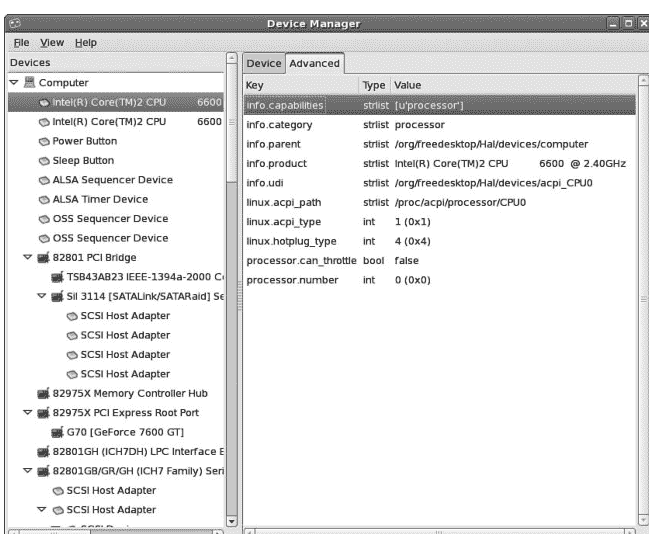 Device Manager
File View Help
Devices
Computer
Intel(R) Core(TM)2 CPU 6600
Intel(R) Core(TM)2 CPU 6600
Power Button
Sleep Button
ALSA Sequencer Device
ALSA Timer Device
OSS Sequencer Device
OSS Sequencer Device
82801 PCI Bridge
TSB43AB23 IEEE-1394a-2000 C
Sil 3114 [SATALink/SATARaid] Se
SCSI Host Adapter
SCSI Host Adapter
SCSI Host Adapter
SCSI Host Adapter
82975X Memory Controller Hub
82975X PCI Express Root Port
G70 [GeForce 7600 GT]
82801GH (ICH7DH) LPC Interface
82801GB/GR/GH (ICH7 Family) Seri
SCSI Host Adapter
SCSI Host Adapter
Device Advanced
Key Type Value
info.capabilities strlist [u'processor']
info.category strlist processor
info.parent strlist /org/freedesktop/Hal/devices/computer
info.product strlist Intel(R) Core(TM)2 CPU 6600 @ 2.40GHz
info.udi strlist /org/freedesktop/Hal/devices/acpi_CPU0
linux.acpi_path strlist /proc/acpi/processor/CPU0
linux.acpi_type int 1 (0x1)
linux.hotplug_type int 4 (0x4)
processor.can_throttle bool false
processor.number int 0 (0x0)